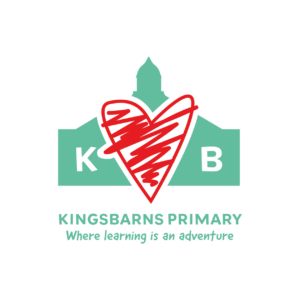 K B
KINGSBARNS PRIMARY
Where learning is an adventure